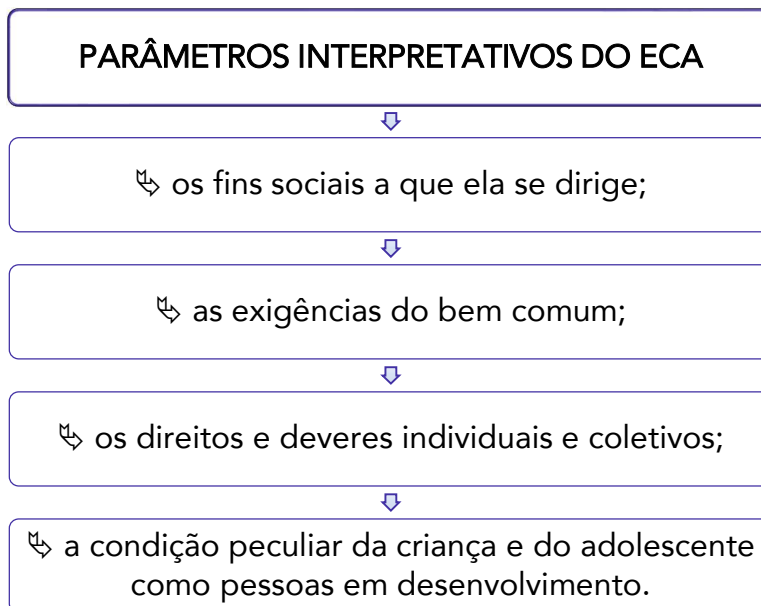 PARÂMETROS INTERPRETATIVOS DO ECA
os fins sociais a que ela se dirige;
as exigências do bem comum;
os direitos e deveres individuais e coletivos;
a condição peculiar da criança e do adolescente
como pessoas em desenvolvimento.